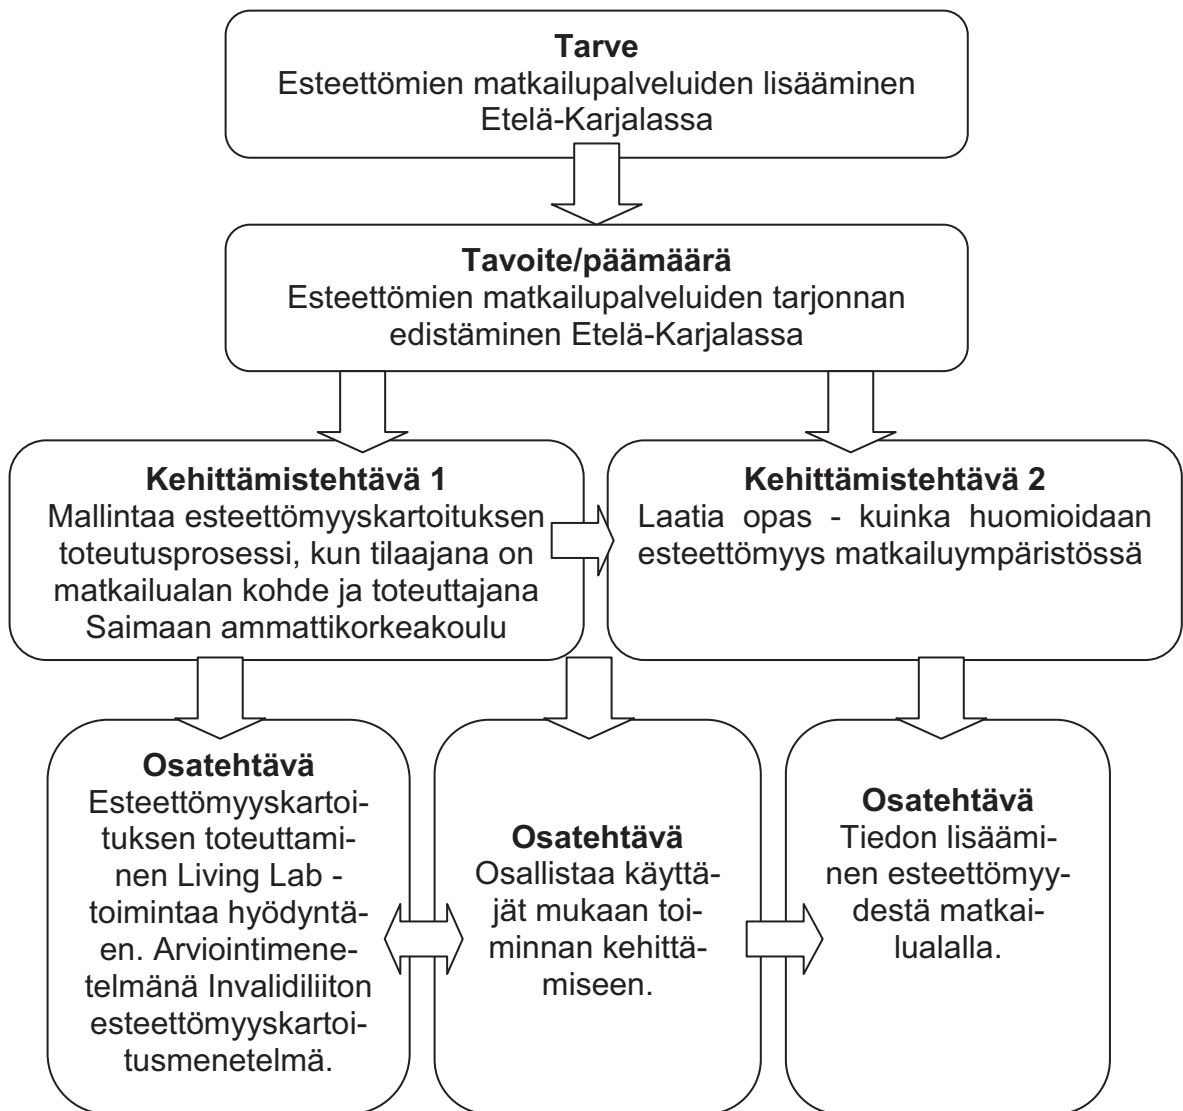 Tarve
Esteettömien matkailupalveluiden lisääminen
Etelä-Karjalassa
Tavoite/päämäärä
Esteettömien matkailupalveluiden tarjonnan
edistäminen Etelä-Karjalassa
Kehittämistehtävä 1
Mallintaa esteettömyyskartoituksen
toteutusprosessi, kun tilaajana on
matkailualan kohde ja toteuttajana
Saimaan ammattikorkeakoulu
Kehittämistehtävä 2
Laatia opas - kuinka huomioidaan
esteettömyys matkailuympäristössä
Osatehtävä
Esteettömyyskartoi-
tuksen toteuttami-
nen Living Lab -
toimintaa hyödyntä-
en. Arviointimene-
telmänä Invalidiliiton
esteettömyyskartoi-
tusmenetelmä.
Osatehtävä
Osallistaa käyttä-
jät mukaan toi-
minnan kehittä-
miseen.
Osatehtävä
Tiedon lisäämi-
nen esteettömyy-
destä matkai-
lualalla.